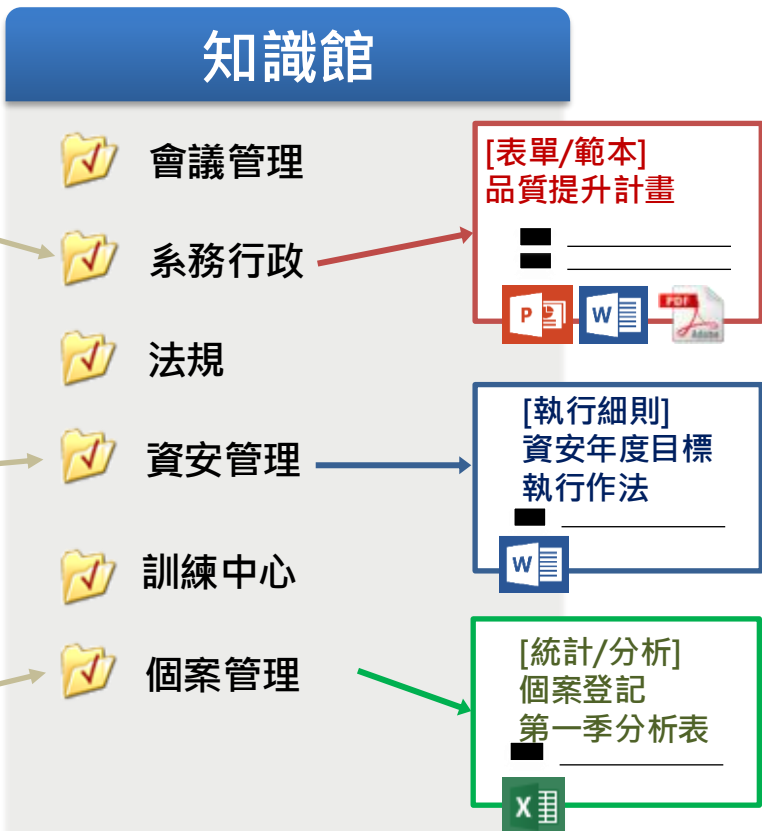 知識館
會議管理
系務行政
法規
資安管理
訓練中心
個案管理
[表單/範本]
品質提升計畫
P
W
PDF
Adobe
[執行細則]
資安年度目標
執行作法
W
[統計/分析]
個案登記
第一季分析表
X